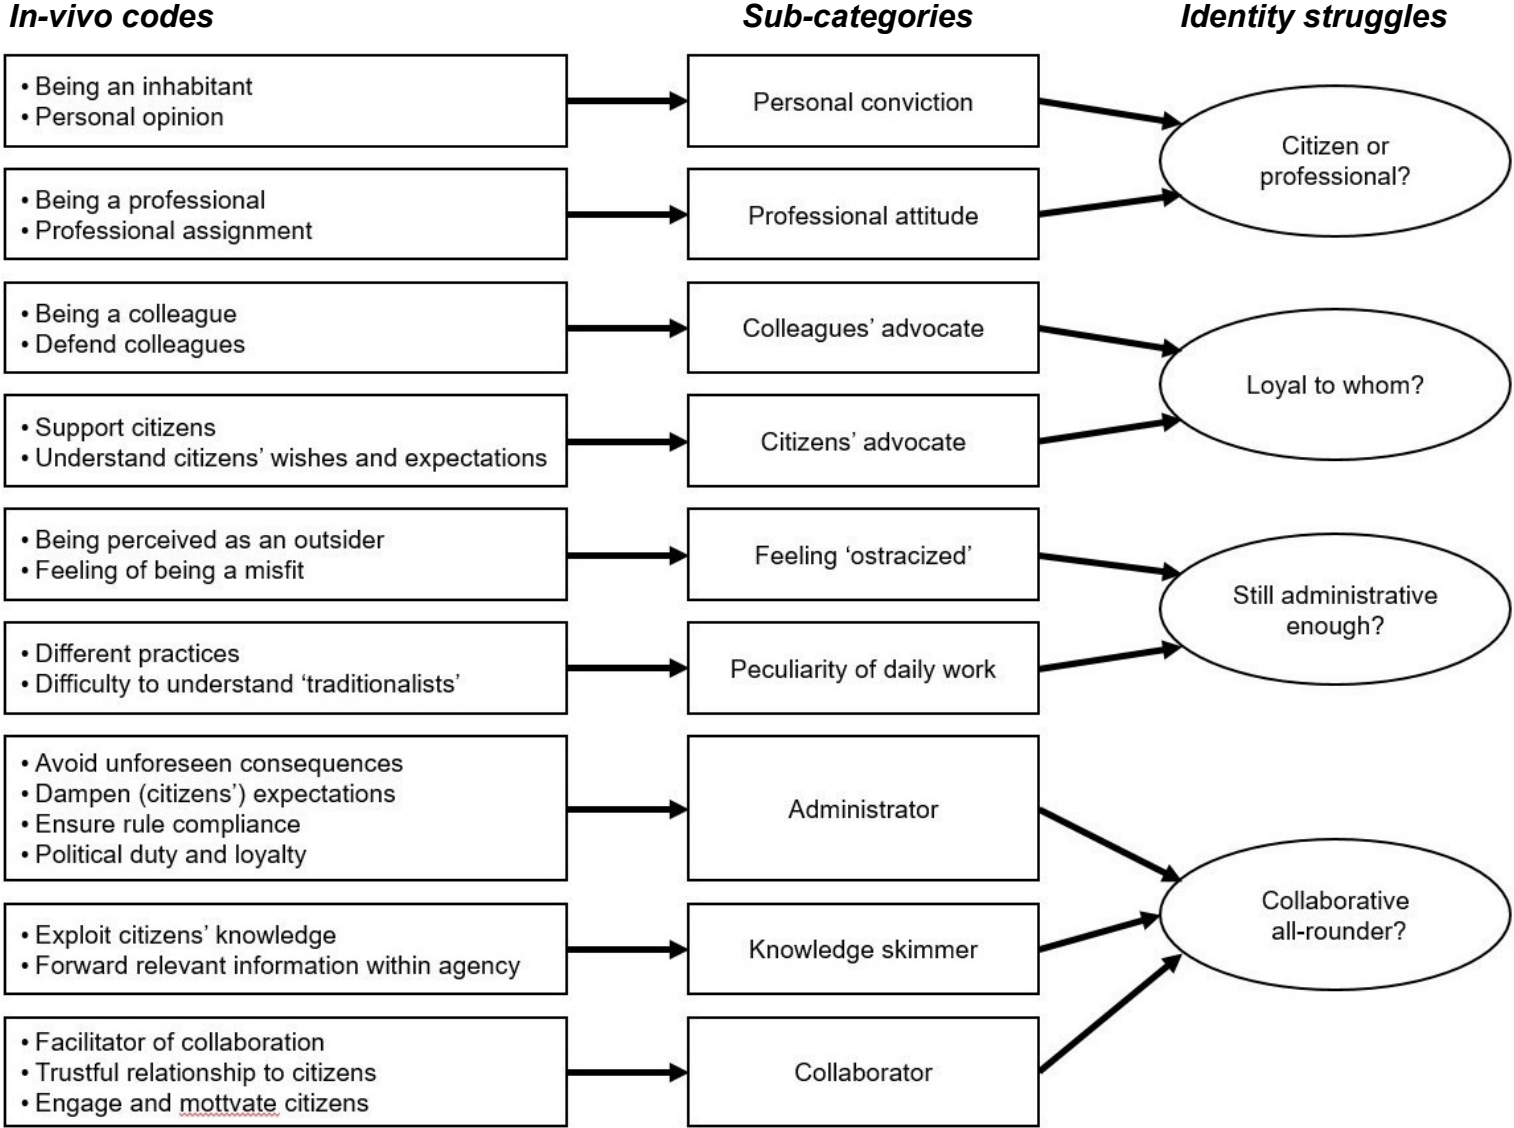 In-vivo codes
Sub-categories
Identity struggles
• Being an inhabitant
• Personal opinion
Personal conviction
Citizen or
professional?
• Being a professional
• Professional assignment
Professional attitude
• Being a colleague
• Defend colleagues
Colleagues’ advocate
Loyal to whom?
• Support citizens
• Understand citizens’ wishes and expectations
Citizens’ advocate
• Being perceived as an outsider
• Feeling of being a misfit
Feeling ‘ostracized’
Still administrative
enough?
• Different practices
• Difficulty to understand ‘traditionalists’
Peculiarity of daily work
• Avoid unforeseen consequences
• Dampen (citizens’) expectations
• Ensure rule compliance
• Political duty and loyalty
Administrator
Collaborative
all-rounder?
• Exploit citizens’ knowledge
• Forward relevant information within agency
Knowledge skimmer
• Facilitator of collaboration
• Trustful relationship to citizens
• Engage and mottvate citizens
Collaborator